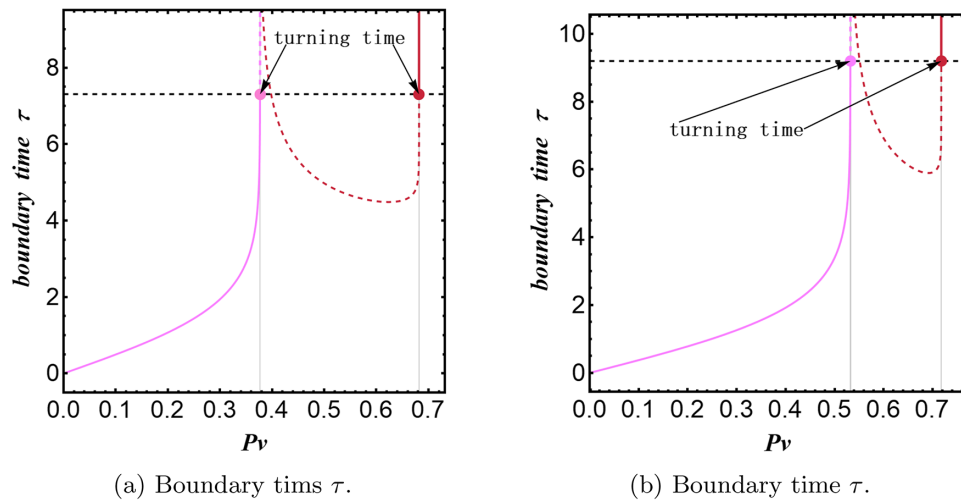 turning time
8
6
4
2
0
boundary time τ
0.0 0.1 0.2 0.3 0.4 0.5 0.6 0.7
Pv
(a) Boundary tims τ.
10
8
6
4
2
0
boundary time τ
turning time
0.0 0.1 0.2 0.3 0.4 0.5 0.6 0.7
Pv
(b) Boundary time τ.